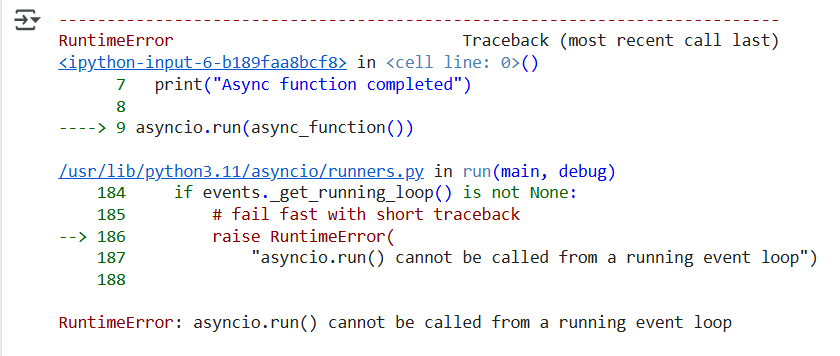 ---------------------------------------------------------------------------
RuntimeError                              Traceback (most recent call last)
<ipython-input-6-b189faa8bcf8> in <cell line: 0>()
      7   print("Async function completed")
      8
----> 9 asyncio.run(async_function())

/usr/lib/python3.11/asyncio/runners.py in run(main, debug)
    184     if events._get_running_loop() is not None:
    185         # fail fast with short traceback
--> 186         raise RuntimeError(
    187             "asyncio.run() cannot be called from a running event loop")
    188

RuntimeError: asyncio.run() cannot be called from a running event loop